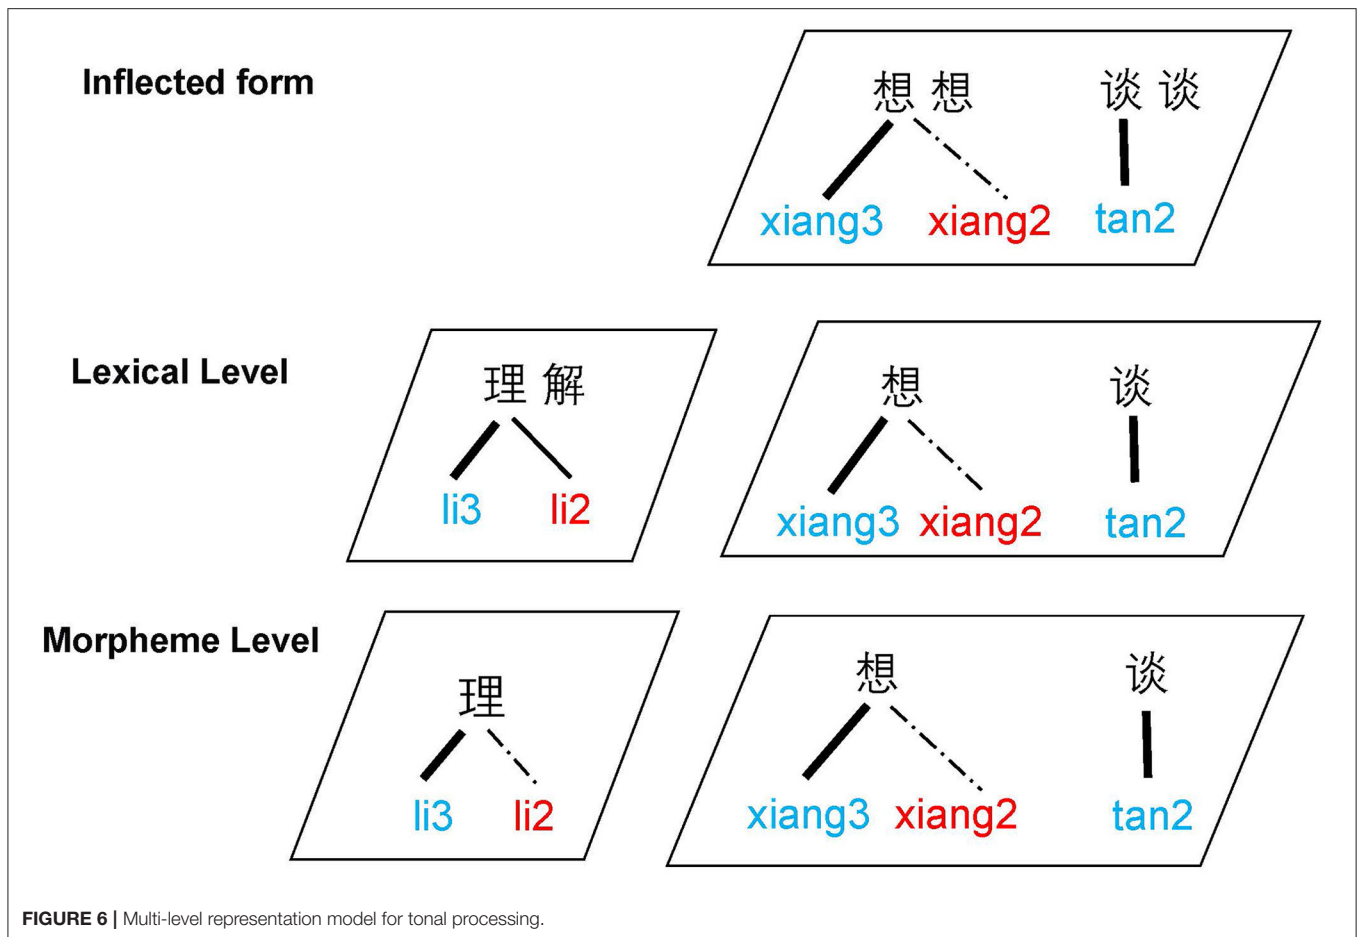 Inflected form
想 想 谈 谈
xiang3 xiang2 tan2
Lexical Level
理 解
li3 li2
想 谈
xiang3 xiang2 tan2
Morpheme Level
理
li3 li2
想 谈
xiang3 xiang2 tan2
FIGURE 6 | Multi-level representation model for tonal processing.